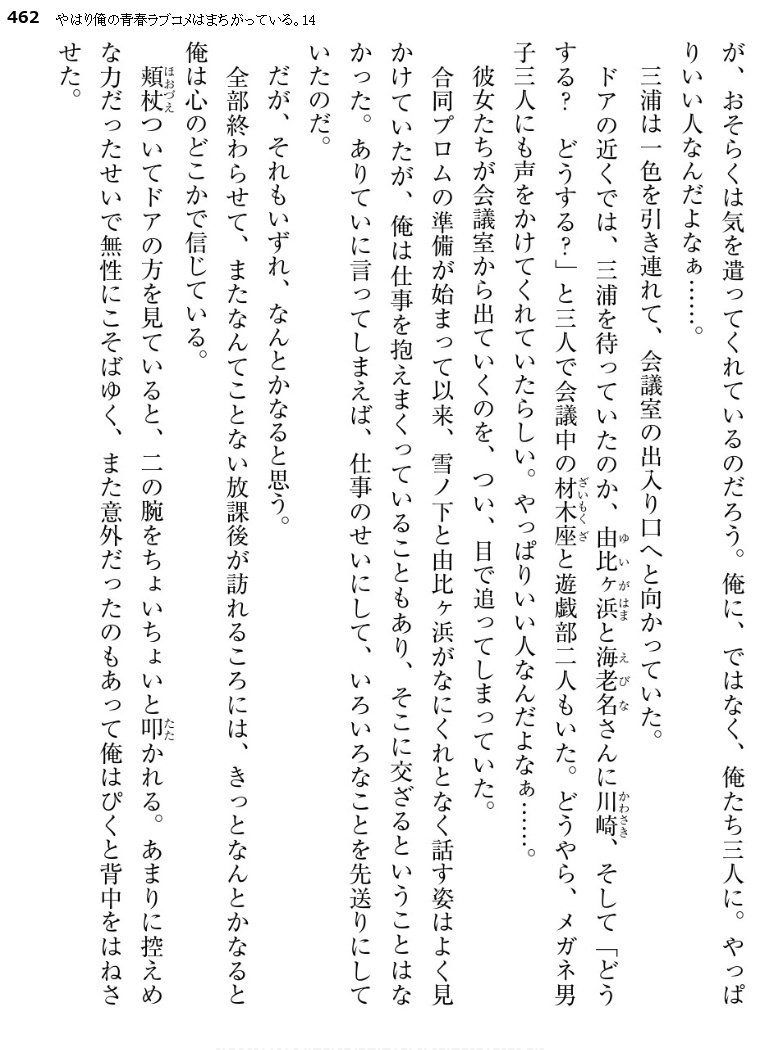 462 やはり俺の青春ラブコメはまちがっている。14
が、おそらくは気を遣ってくれているのだろう。俺に、ではなく、俺たち三人に。やっぱ
りいい人なんだよなぁ……。
　三浦は一色を引き連れて、会議室の出入り口へと向かっていた。
　ドアの近くでは、三浦を待っていたのか、由比ヶ浜と海老名さんに川崎、そして「どう
する？　どうする？」と三人で会議中の材木座と遊戯部二人もいた。どうやら、メガネ男
子三人にも声をかけてくれていたらしい。やっぱりいい人なんだよなぁ……。
　彼女たちが会議室から出ていくのを、つい、目で追ってしまっていた。
　合同プロムの準備が始まって以来、雪ノ下と由比ヶ浜がなにくれとなく話す姿はよく見
かけていたが、俺は仕事を抱えまくっていることもあり、そこに交ざるということはな
かった。ありていに言ってしまえば、仕事のせいにして、いろいろなことを先送りにして
いたのだ。
　だが、それもいずれ、なんとかなると思う。
　全部終わらせて、またなんてことない放課後が訪れるころには、きっとなんとかなると
俺は心のどこかで信じている。
　頬杖ついてドアの方を見ていると、二の腕をちょいちょいと叩かれる。あまりに控えめ
な力だったせいで無性にこそばゆく、また意外だったのもあって俺はぴくと背中をはねさ
せた。